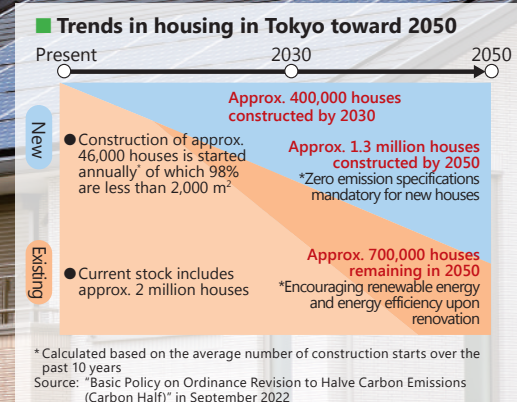 Trends in housing in Tokyo toward 2050
Present 2030 2050
New
Approx. 400,000 houses
constructed by 2030
● Construction of approx.
46,000 houses is started
annually* of which 98%
are less than 2,000 m²
Approx. 1.3 million houses
constructed by 2050
*Zero emission specifications
mandatory for new houses
Existing
● Current stock includes
approx. 2 million houses
Approx. 700,000 houses
remaining in 2050
*Encouraging renewable energy
and energy efficiency upon
renovation
* Calculated based on the average number of construction starts over the
past 10 years
Source: "Basic Policy on Ordinance Revision to Halve Carbon Emissions
(Carbon Half)" in September 2022